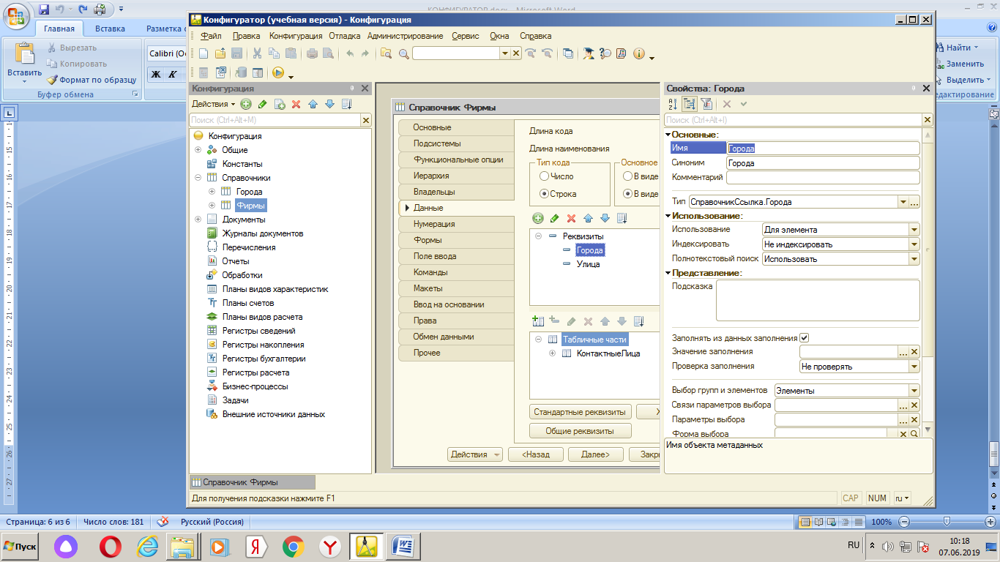 КОНФИГУРАТОР.docx - Microsoft Word
Главная
Вставка
Разметка с
Вставить
Вырезать
Копировать
Формат по образцу
Буфер обмена
Calibri (Ос
Ж К
Найти
Заменить
Выделить
едактирование
Конфигуратор (учебная версия) - Конфигурация
Файл Правка Конфигурация Отладка Администрирование Сервис Окна Справка
Конфигурация
Действия
Поиск (Ctrl+Alt+M)
Конфигурация
Общие
Константы
Справочники
Города
Фирмы
Документы
Журналы документов
Перечисления
Отчеты
Обработки
Планы видов характеристик
Планы счетов
Планы видов расчета
Регистры сведений
Регистры накопления
Регистры бухгалтерии
Регистры расчета
Бизнес-процессы
Задачи
Внешние источники данных
Справочник Фирмы
Основные
Подсистемы
Функциональные опции
Иерархия
Владельцы
Данные
Нумерация
Формы
Поле ввода
Команды
Макеты
Ввод на основании
Права
Обмен данными
Прочее
Длина кода
Длина наименования
Тип кода
Число
Строка
Основное
В виде
В виде
Реквизиты
Города
Улица
Табличные части
КонтактныеЛица
Стандартные реквизиты
Х
Общие реквизиты
Действия
<Назад
Далее>
Закр
Свойства: Города
Поиск (Ctrl+Alt+I)
Основные:
Имя Города
Синоним Города
Комментарий
Тип СправочникСсылка.Города
Использование:
Использование Для элемента
Индексировать Не индексировать
Полнотекстовый поиск Использовать
Представление:
Подсказка
Заполнять из данных заполнения
Значение заполнения
Проверка заполнения Не проверять
Выбор групп и элементов Элементы
Связи параметров выбора
Параметры выбора
Форма выбора
Имя объекта метаданных
Справочник Фирмы
Для получения подсказки нажмите F1
CAP NUM ru
Страница: 6 из 6 Число слов: 181 Русский (Россия) 100%
Пуск
RU
10:18
07.06.2019